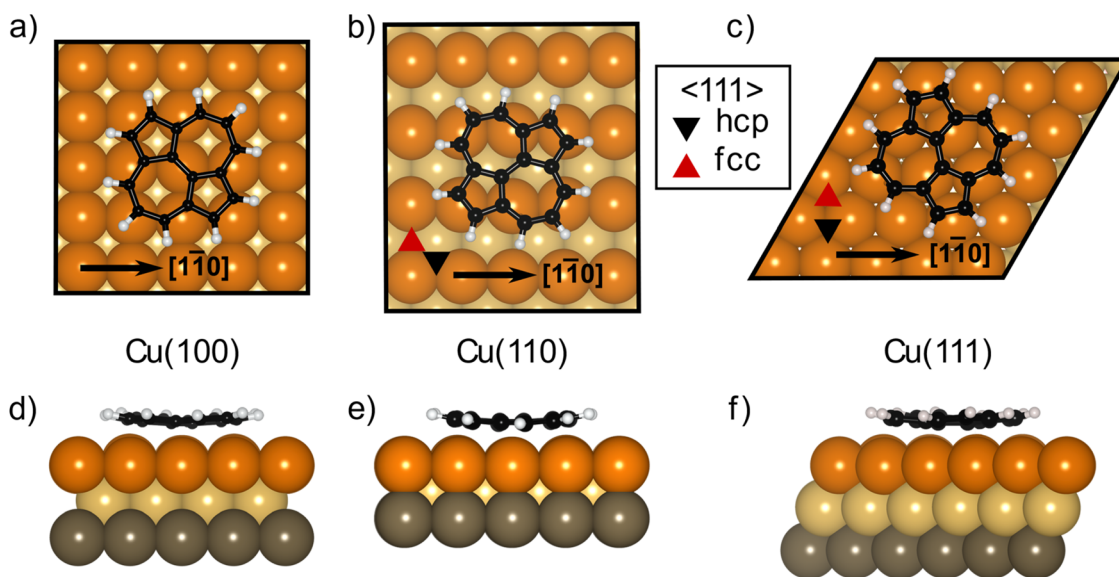 a)
b)
c)
<111>
hcp
fcc
[11̅0]
[11̅0]
[11̅0]
Cu(100)
Cu(110)
Cu(111)
d)
e)
f)